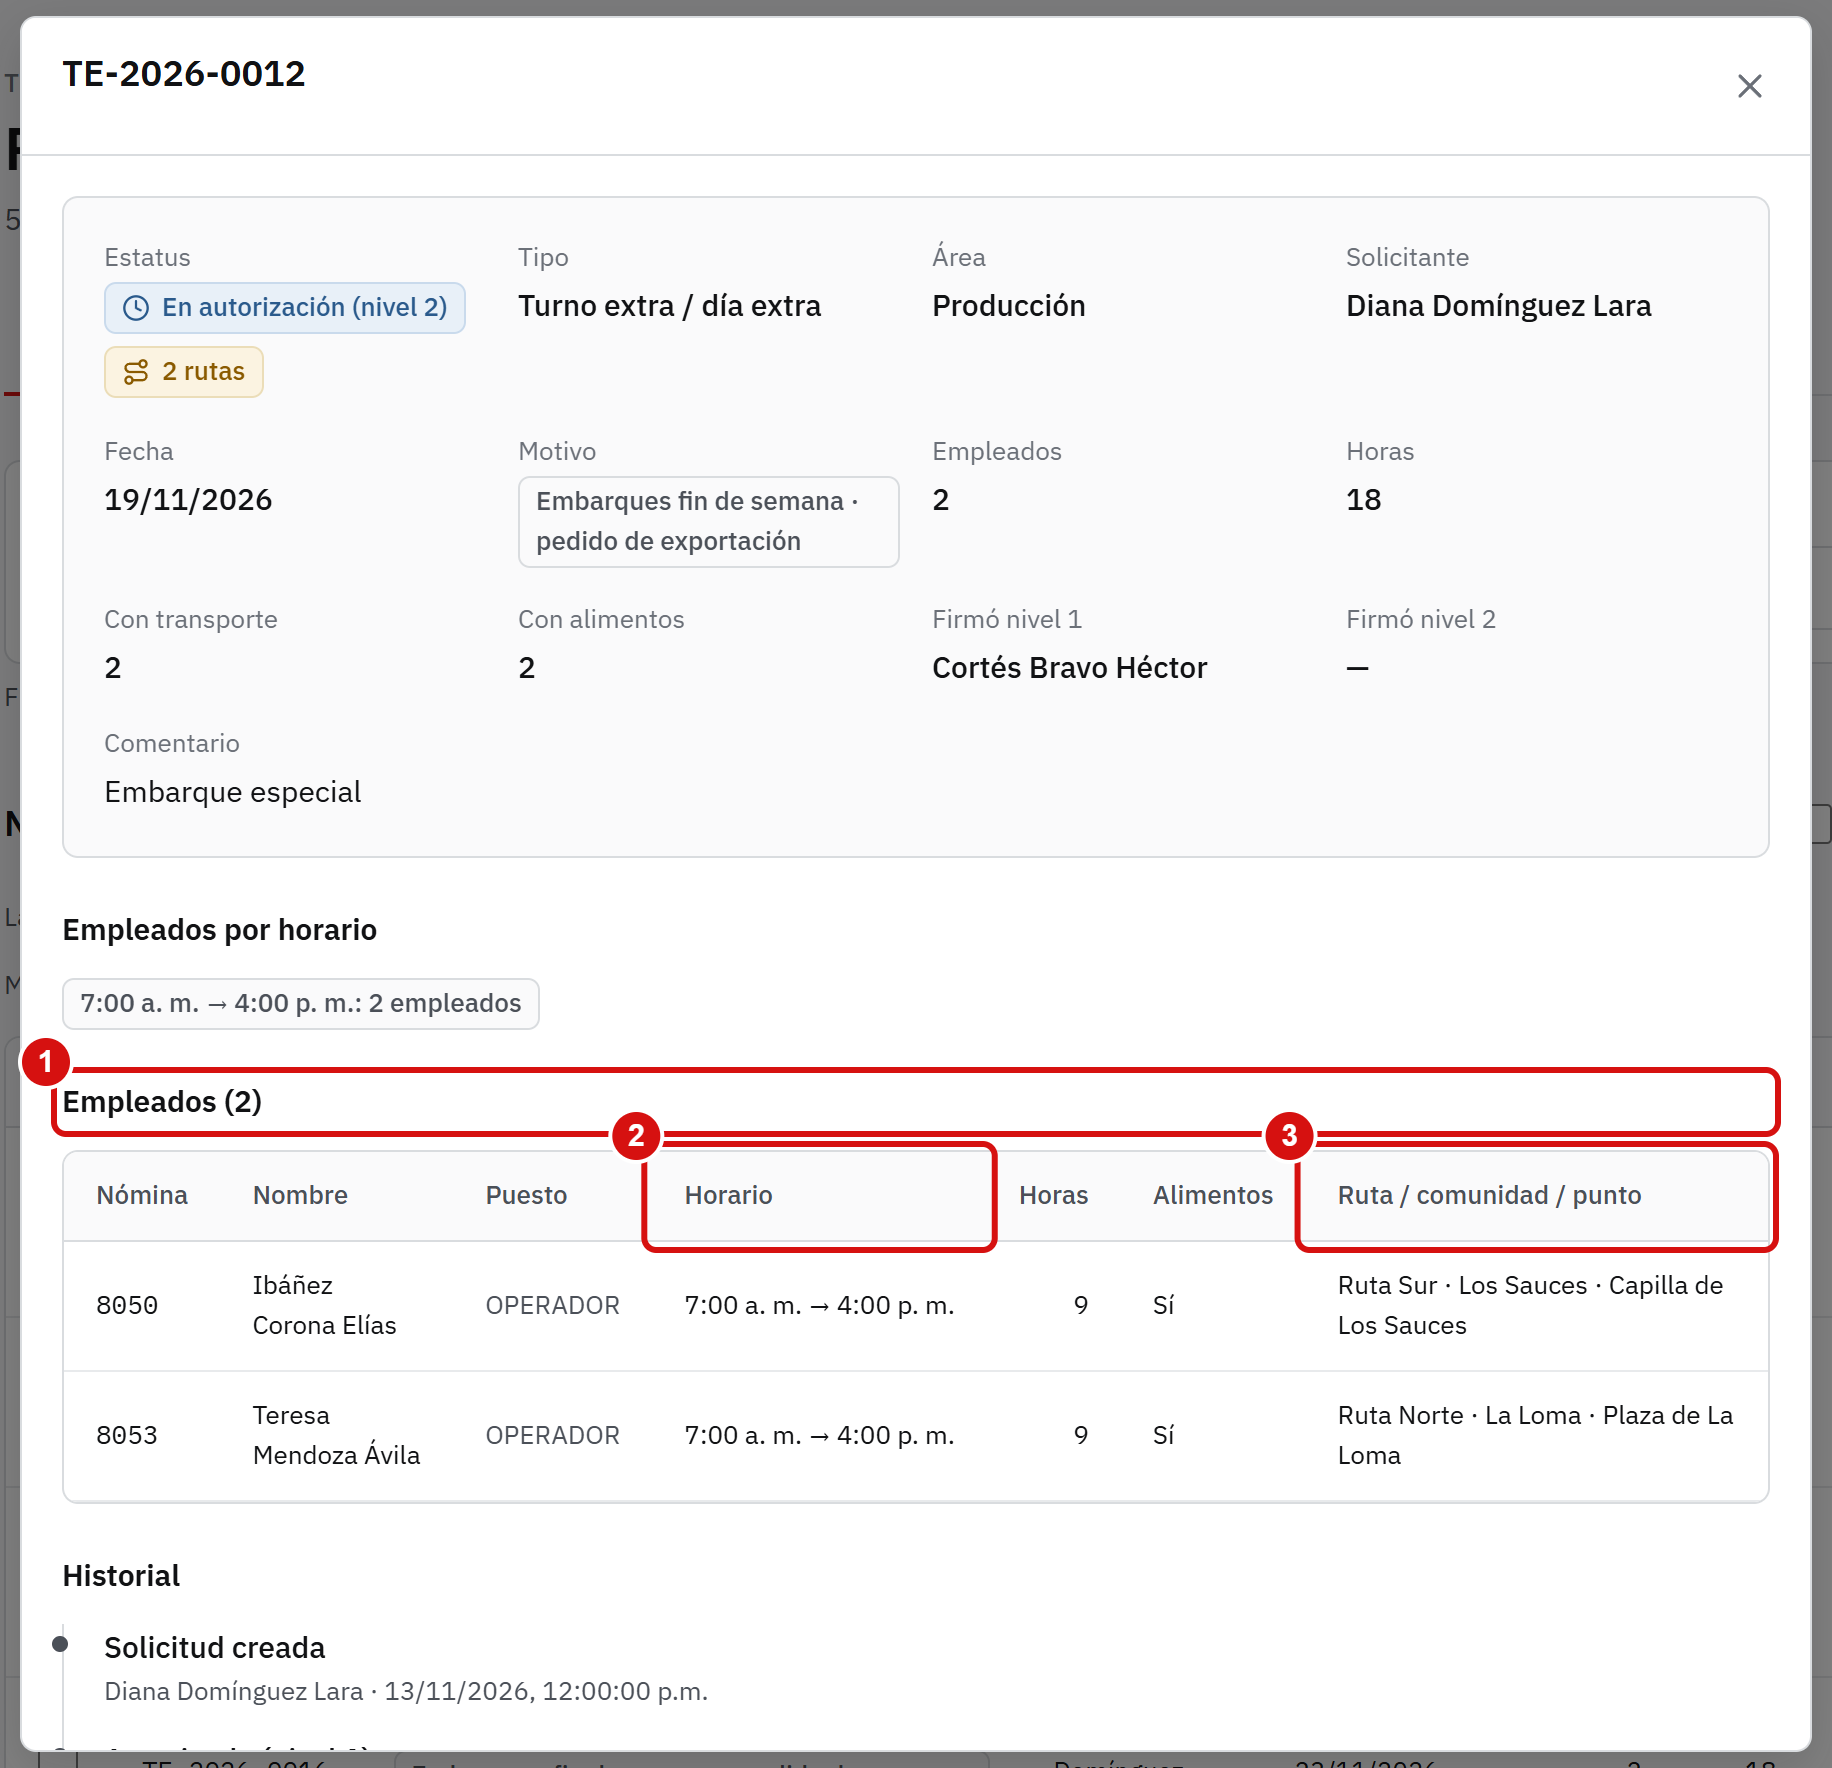 TE-2026-0012
Estatus
Tipo
Área
Solicitante
En autorización (nivel 2)
Turno extra / día extra
Producción
Diana Domínguez Lara
2 rutas
Fecha
Motivo
Empleados
Horas
19/11/2026
Embarques fin de semana ·
pedido de exportación
2
18
Con transporte
Con alimentos
Firmó nivel 1
Firmó nivel 2
2
2
Cortés Bravo Héctor
—
Comentario
Embarque especial
Empleados por horario
7:00 a. m. → 4:00 p. m.: 2 empleados
1
Empleados (2)
2
3
Nómina
Nombre
Puesto
Horario
Horas
Alimentos
Ruta / comunidad / punto
8050
Ibáñez
Corona Elías
OPERADOR
7:00 a. m. → 4:00 p. m.
9
Sí
Ruta Sur · Los Sauces · Capilla de
Los Sauces
8053
Teresa
Mendoza Ávila
OPERADOR
7:00 a. m. → 4:00 p. m.
9
Sí
Ruta Norte · La Loma · Plaza de La
Loma
Historial
Solicitud creada
Diana Domínguez Lara · 13/11/2026, 12:00:00 p.m.